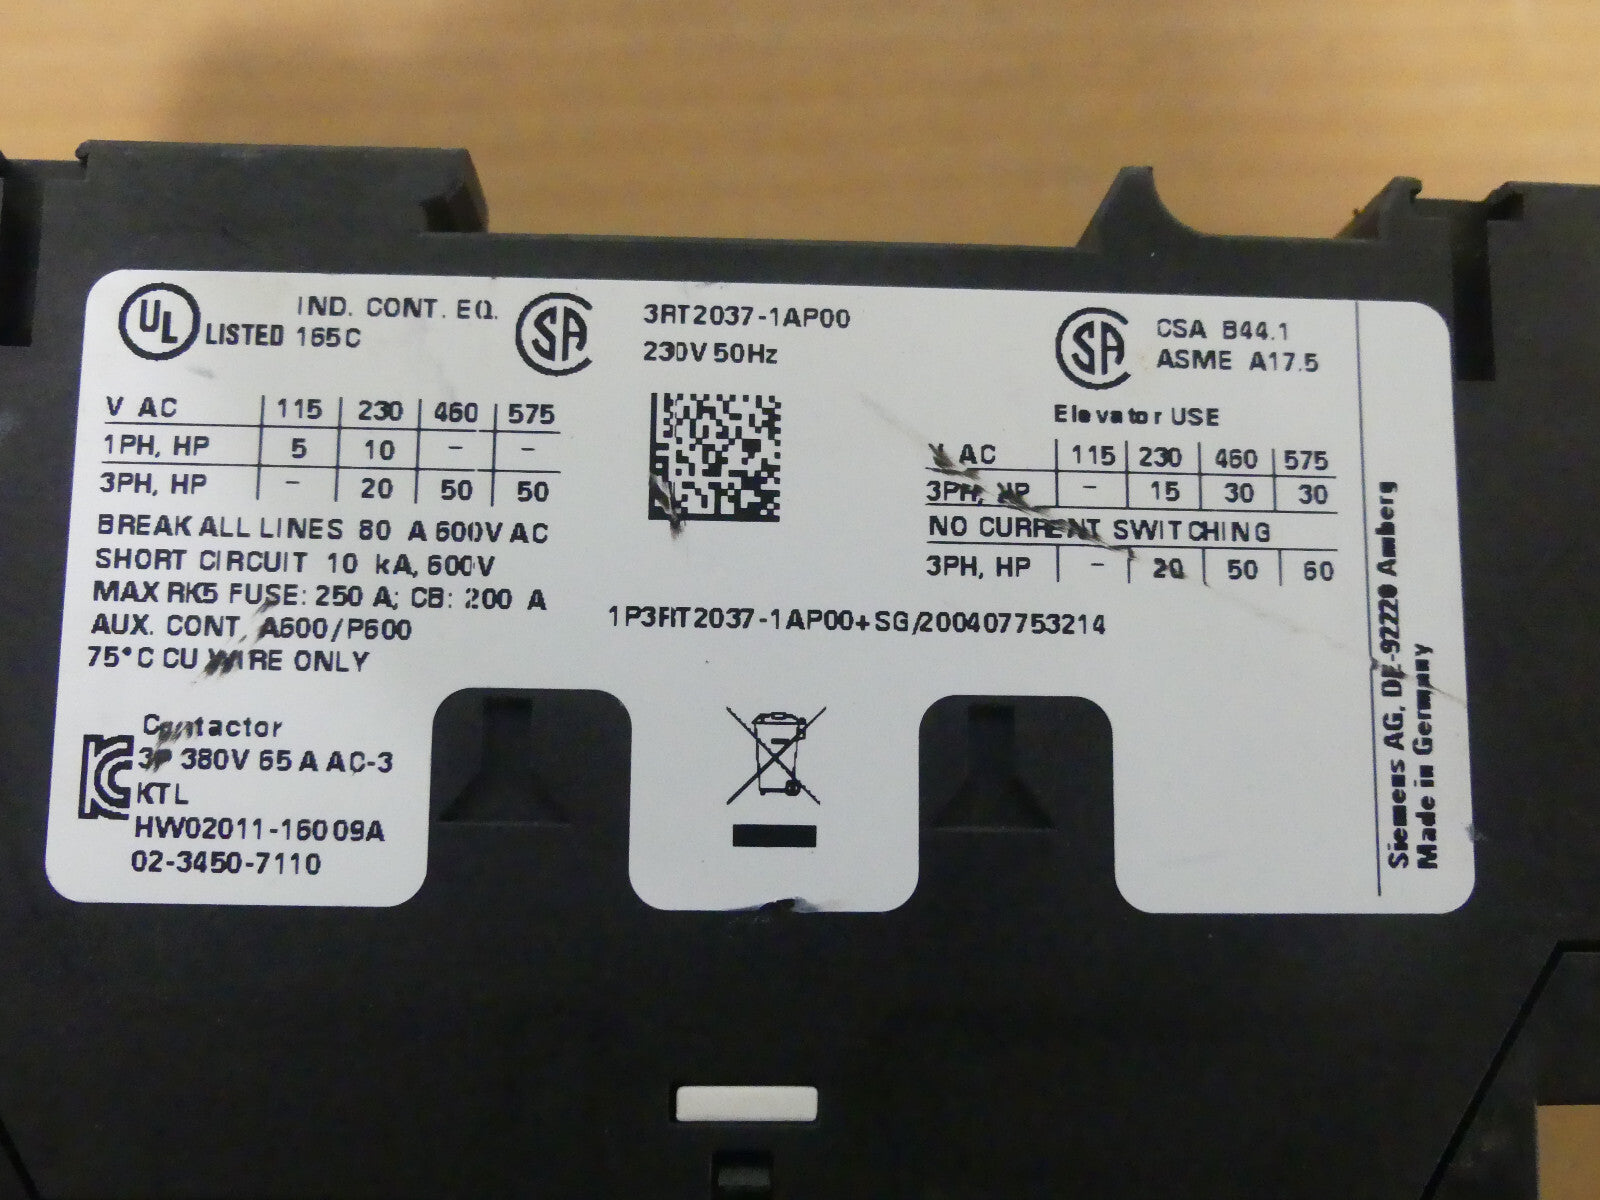 UL LISTED IND. CONT. EQ.
165C
SA
V AC 115 230 460 575
1PH, HP 5 10 - -
3PH, HP - 20 50 50
BREAK ALL LINES 80 A 600V AC
SHORT CIRCUIT 10 kA, 600V
MAX RK5 FUSE: 250 A; CB: 200 A
AUX. CONT. A600/P600
75°C CU WIRE ONLY
Contactor
3P 380V 65 A AC-3
KTL
HW02011-16009A
02-3450-7110
3RT2037-1AP00
230V 50Hz
1P3RT2037-1AP00+SG/200407753214
SA
CSA B44.1
ASME A17.5
Elevator USE
V AC 115 230 460 575
3PH, HP - 15 30 30
NO CURRENT SWITCHING
3PH, HP - 20 50 60
Siemens AG, DE-92220 Amberg
Made in Germany